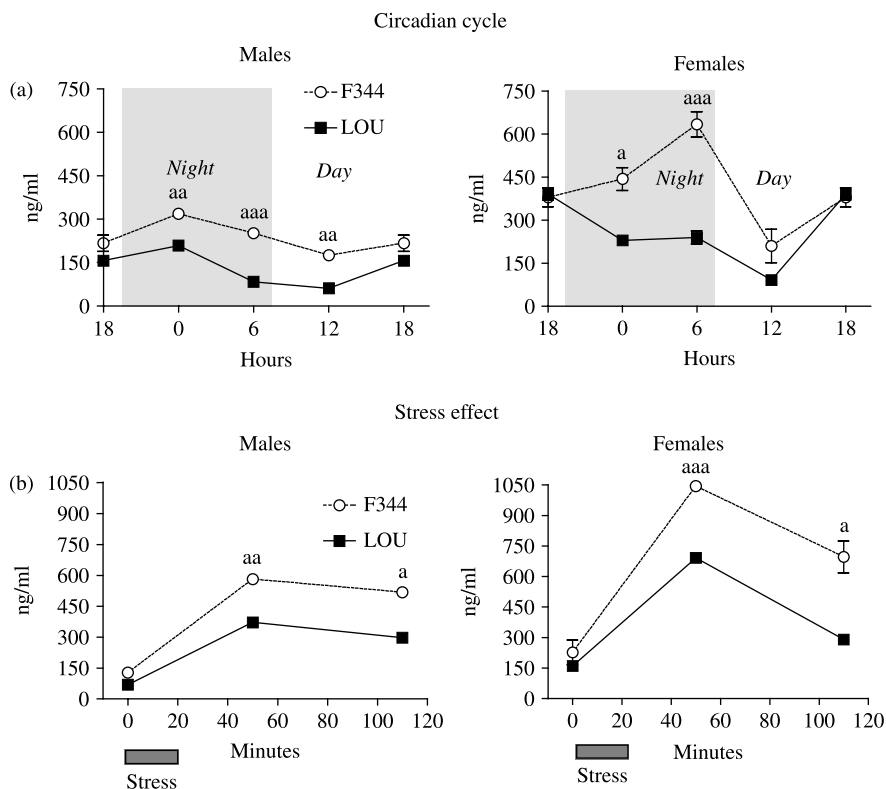 Circadian cycle
Males
(a)
750
600
450
300
150
0
ng/ml
F344
LOU
Night
Day
aa
aaa
aa
18 0 6 12 18
Hours
Females
750
600
450
300
150
0
ng/ml
a
aaa
Night
Day
18 0 6 12 18
Hours
Stress effect
Males
(b)
1050
900
750
600
450
300
150
0
ng/ml
F344
LOU
aa
a
0 20 40 60 80 100 120
Minutes
Stress
Females
1050
900
750
600
450
300
150
0
ng/ml
aaa
a
0 20 40 60 80 100 120
Minutes
Stress